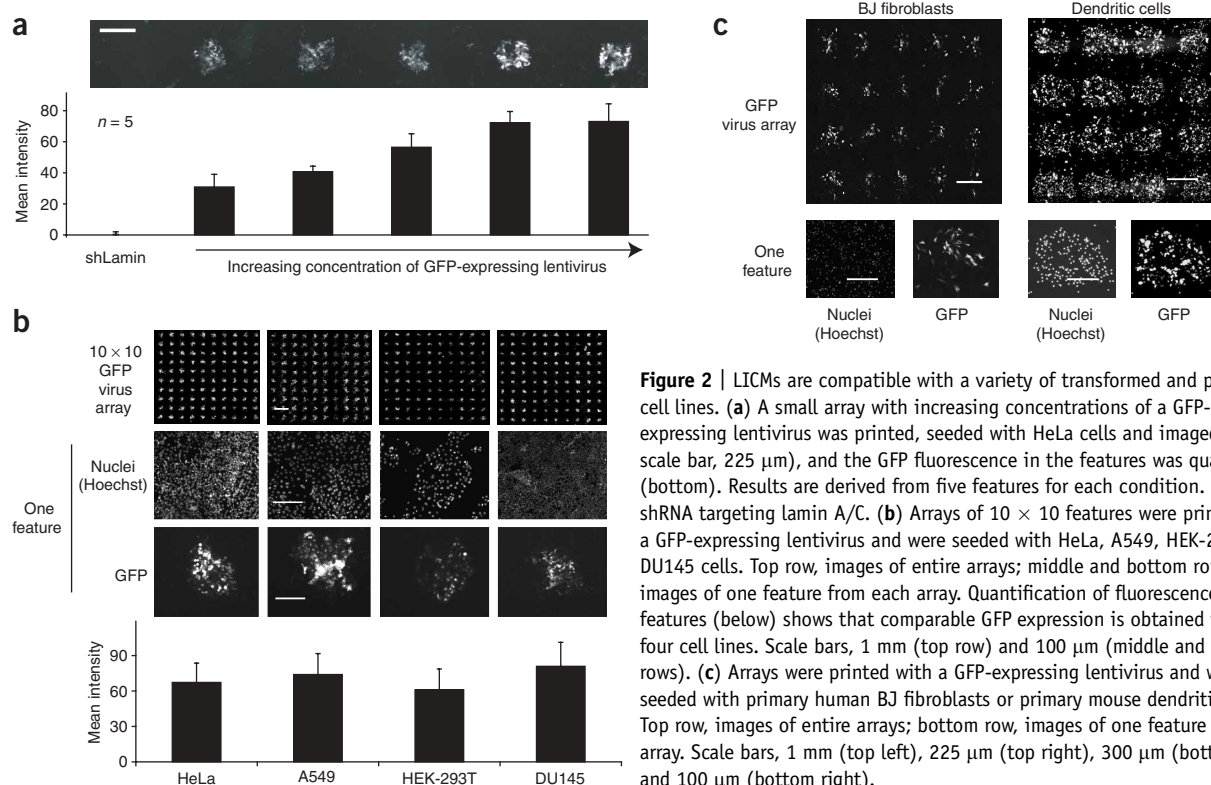 a
n = 5
80
60
40
20
0
Mean intensity
shLamin
Increasing concentration of GFP-expressing lentivirus
b
10 × 10
GFP
virus
array
One
feature
Nuclei
(Hoechst)
GFP
90
60
30
0
Mean intensity
HeLa
A549
HEK-293T
DU145
c
BJ fibroblasts
Dendritic cells
GFP
virus array
One
feature
Nuclei
(Hoechst)
GFP
Nuclei
(Hoechst)
GFP
Figure 2 | LICMs are compatible with a variety of transformed and
cell lines. (a) A small array with increasing concentrations of a GFP-
expressing lentivirus was printed, seeded with HeLa cells and imaged
scale bar, 225 μm), and the GFP fluorescence in the features was
(bottom). Results are derived from five features for each condition.
shRNA targeting lamin A/C. (b) Arrays of 10 × 10 features were
a GFP-expressing lentivirus and were seeded with HeLa, A549,
DU145 cells. Top row, images of entire arrays; middle and bottom
images of one feature from each array. Quantification of fluorescence
features (below) shows that comparable GFP expression is obtained
four cell lines. Scale bars, 1 mm (top row) and 100 μm (middle and
rows). (c) Arrays were printed with a GFP-expressing lentivirus and
seeded with primary human BJ fibroblasts or primary mouse
Top row, images of entire arrays; bottom row, images of one feature
array. Scale bars, 1 mm (top left), 225 μm (top right), 300 μm
and 100 μm (bottom right).